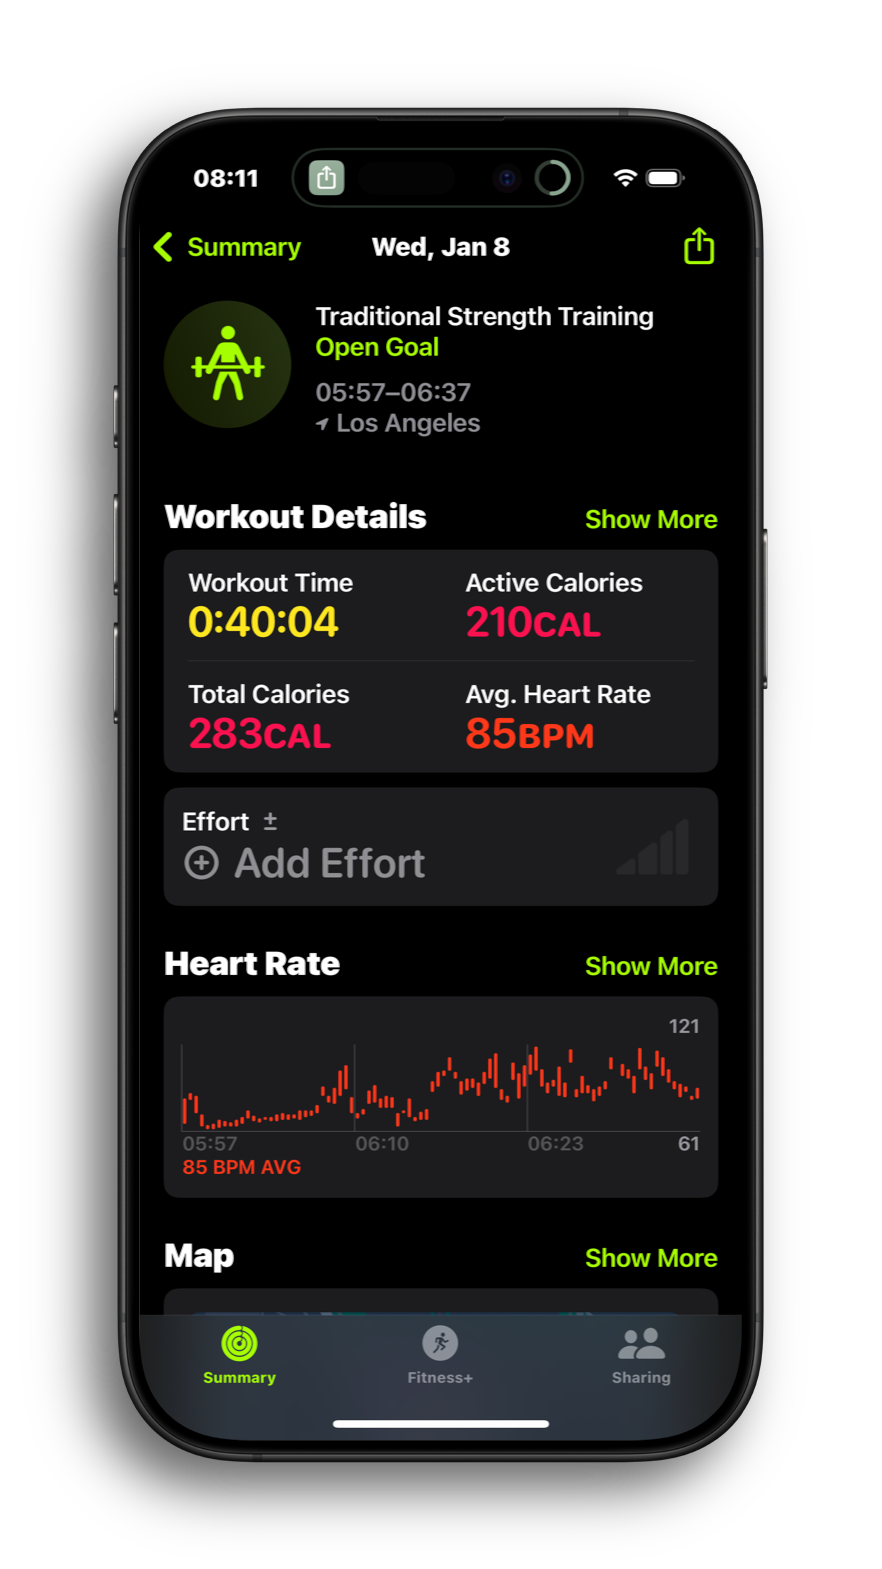 08:11
Summary
Wed, Jan 8
Traditional Strength Training
Open Goal
05:57–06:37
Los Angeles
Workout Details
Show More
Workout Time
Active Calories
0:40:04
210CAL
Total Calories
Avg. Heart Rate
283CAL
85BPM
Effort ±
Add Effort
Heart Rate
Show More
121
05:57
06:10
06:23
61
85 BPM AVG
Map
Show More
Summary
Fitness+
Sharing